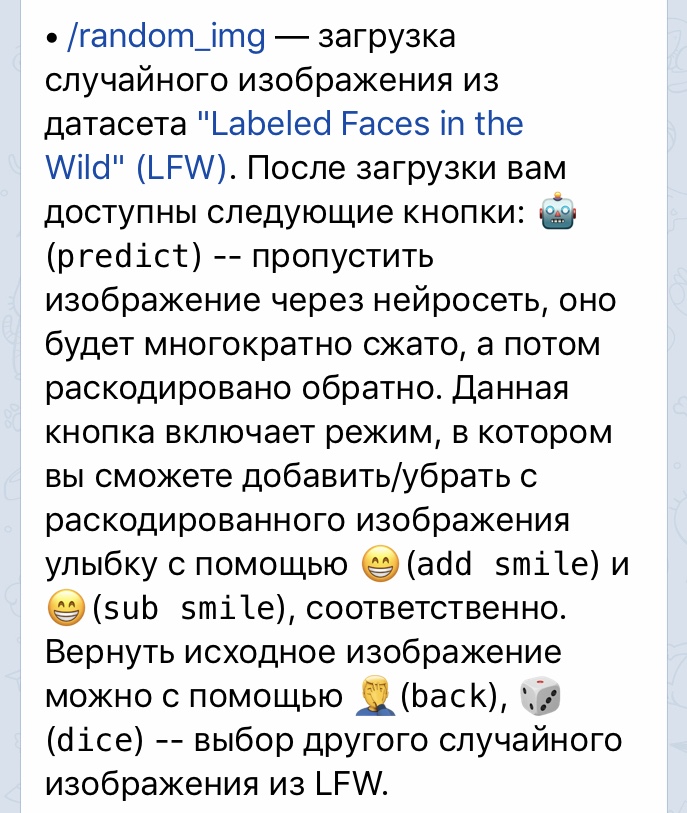 • /random_img — загрузка
случайного изображения из
датасета "Labeled Faces in the
Wild" (LFW). После загрузки вам
доступны следующие кнопки: 🤖
(predict) -- пропустить
изображение через нейросеть, оно
будет многократно сжато, а потом
раскодировано обратно. Данная
кнопка включает режим, в котором
вы сможете добавить/убрать с
раскодированного изображения
улыбку с помощью 😁(add smile) и
😁(sub smile), соответственно.
Вернуть исходное изображение
можно с помощью 🤦‍♂️(back), 🎲
(dice) -- выбор другого случайного
изображения из LFW.